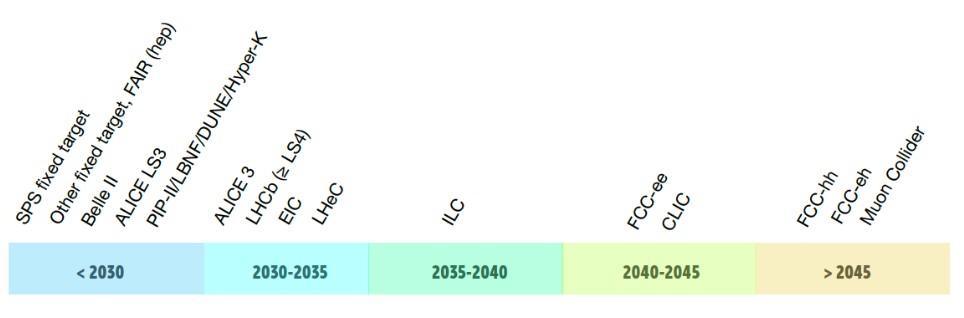 SPS fixed target
Other fixed target, FAIR (hep)
Belle II
ALICE LS3
PIP-II/LBNF/DUNE/Hyper-K
ALICE 3
LHCb (≥ LS4)
EIC
LHeC
ILC
FCC-ee
CLIC
FCC-hh
FCC-eh
Muon Collider
< 2030
2030-2035
2035-2040
2040-2045
> 2045